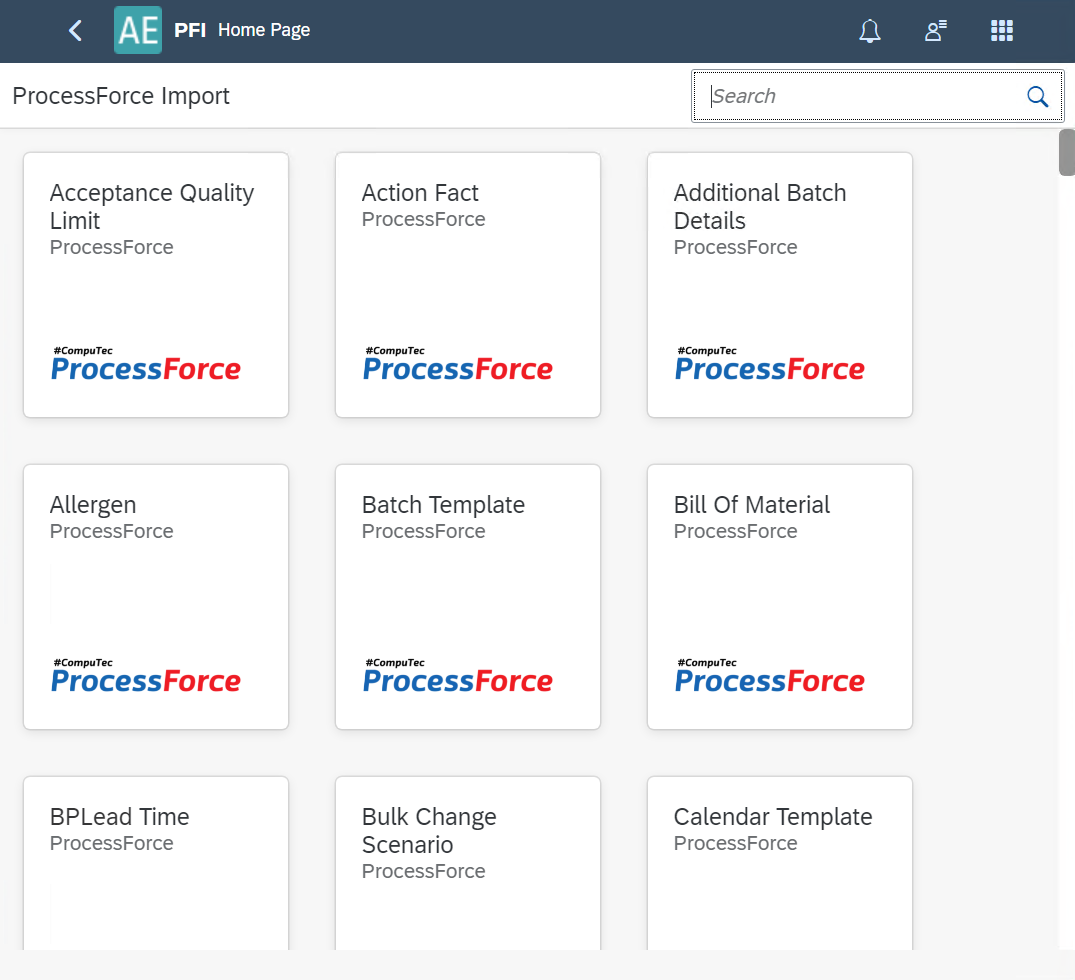 AE PFI Home Page
ProcessForce Import
Search
Acceptance Quality
Limit
ProcessForce
#CompuTec
ProcessForce
Action Fact
ProcessForce
#CompuTec
ProcessForce
Additional Batch
Details
ProcessForce
#CompuTec
ProcessForce
Allergen
ProcessForce
#CompuTec
ProcessForce
Batch Template
ProcessForce
#CompuTec
ProcessForce
Bill Of Material
ProcessForce
#CompuTec
ProcessForce
BPLead Time
ProcessForce
Bulk Change
Scenario
ProcessForce
Calendar Template
ProcessForce